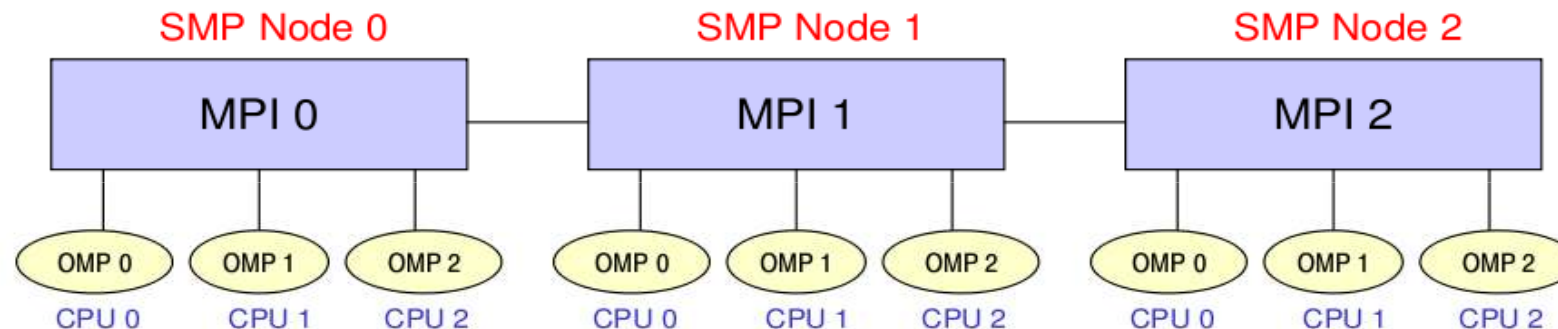 SMP Node 0 SMP Node 1 SMP Node 2
MPI 0 MPI 1 MPI 2
OMP 0 OMP 1 OMP 2 OMP 0 OMP 1 OMP 2 OMP 0 OMP 1 OMP 2
CPU 0 CPU 1 CPU 2 CPU 0 CPU 1 CPU 2 CPU 0 CPU 1 CPU 2